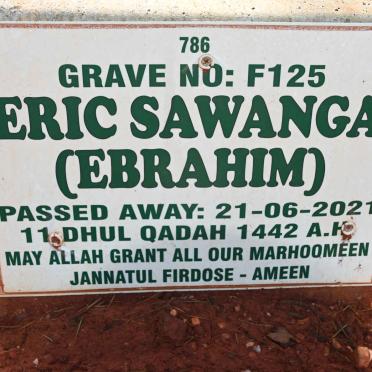 786
GRAVE NO: F125
ERIC SAWANGA
(EBRAHIM)
PASSED AWAY: 21-06-2021
11 DHUL QADAH 1442 A.H
MAY ALLAH GRANT ALL OUR MARHOOMEEN
JANNATUL FIRDOSE - AMEEN